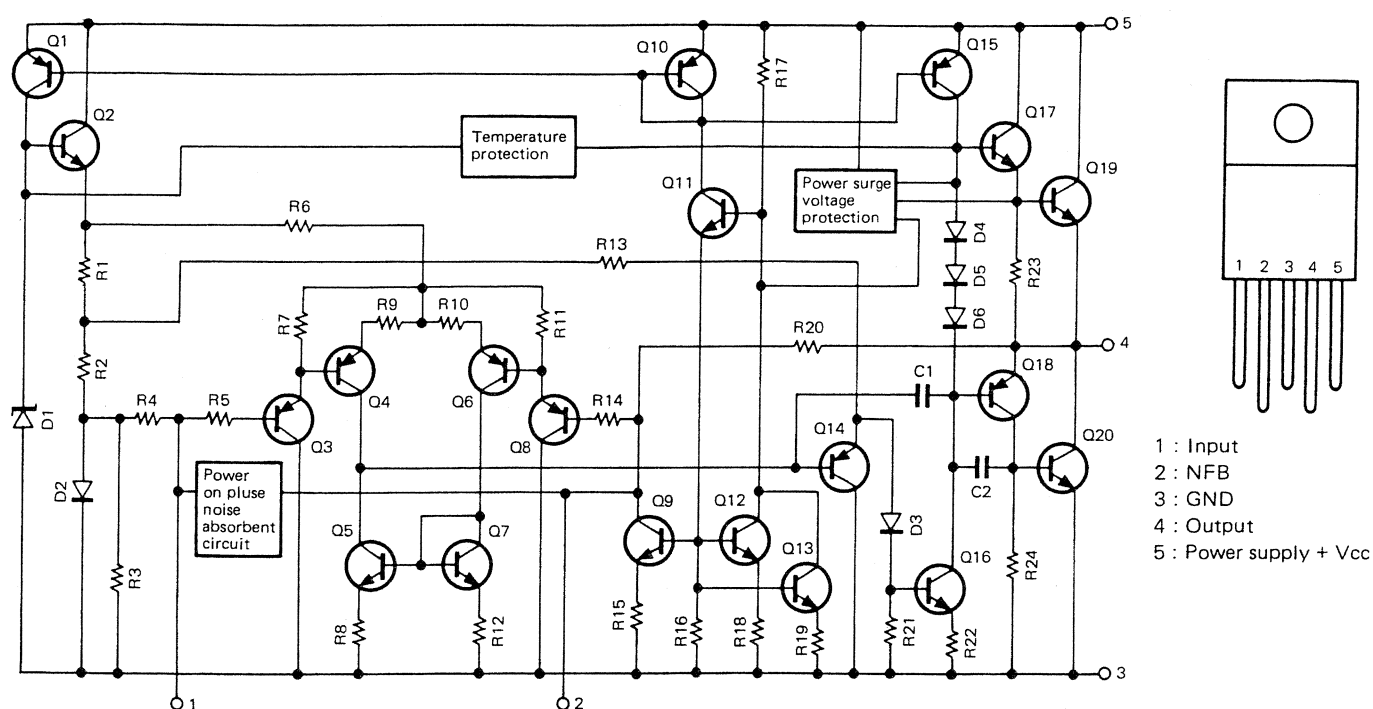 5
Q1
Q10
Q15
R17
Q2
Q17
Temperature
protection
Q19
Q11
Power surge
voltage
protection
R6
D4
R1
R13
D5
R23
1 2 3 4 5
R9
R10
R7
R11
D6
R20
4
R2
C1
Q18
R4
R5
Q4
Q6
R14
D1
Q3
Q8
Q14
Q20
1 : Input
2 : NFB
3 : GND
4 : Output
5 : Power supply + Vcc
D2
Power
on pluse
noise
absorbent
circuit
C2
Q5
Q7
Q9
Q12
D3
Q13
Q16
R3
R24
R8
R12
R15
R16
R18
R19
R21
R22
3
1
2